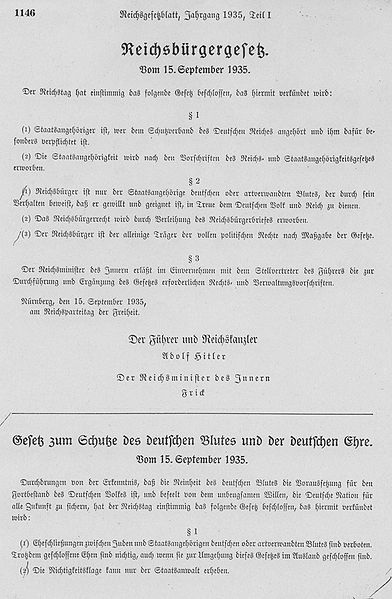 1146 Reichsgesetzblatt, Jahrgang 1935, Teil I
Reichsbürgergesetz.
Vom 15. September 1935.
Der Reichstag hat einstimmig das folgende Gesetz beschlossen, das hiermit verkündet wird:
§ 1
(1) Staatsangehöriger ist, wer dem Schutzverband des Deutschen Reiches angehört und ihm dafür be-
sonders verpflichtet ist.
(2) Die Staatsangehörigkeit wird nach den Vorschriften des Reichs- und Staatsangehörigkeitsgesetzes
erworben.
§ 2
(1) Reichsbürger ist nur der Staatsangehörige deutschen oder artverwandten Blutes, der durch sein
Verhalten beweist, daß er gewillt und geeignet ist, in Treue dem Deutschen Volk und Reich zu dienen.
(2) Das Reichsbürgerrecht wird durch Verleihung des Reichsbürgerbriefes erworben.
(3) Der Reichsbürger ist der alleinige Träger der vollen politischen Rechte nach Maßgabe der Gesetze.
§ 3
Der Reichsminister des Innern erläßt im Einvernehmen mit dem Stellvertreter des Führers die zur
Durchführung und Ergänzung des Gesetzes erforderlichen Rechts- und Verwaltungsvorschriften.
Nürnberg, den 15. September 1935,
am Reichsparteitag der Freiheit.
Der Führer und Reichskanzler
Adolf Hitler
Der Reichsminister des Innern
Frick
Gesetz zum Schutze des deutschen Blutes und der deutschen Ehre.
Vom 15. September 1935.
Durchdrungen von der Erkenntnis, daß die Reinheit des deutschen Blutes die Voraussetzung für den
Fortbestand des Deutschen Volkes ist, und beseelt von dem unbeugsamen Willen, die Deutsche Nation für
alle Zukunft zu sichern, hat der Reichstag einstimmig das folgende Gesetz beschlossen, das hiermit verkündet
wird:
§ 1
(1) Eheschließungen zwischen Juden und Staatsangehörigen deutschen oder artverwandten Blutes sind verboten.
Trotzdem geschlossene Ehen sind nichtig, auch wenn sie zur Umgehung dieses Gesetzes im Ausland geschlossen sind.
(2) Die Nichtigkeitsklage kann nur der Staatsanwalt erheben.